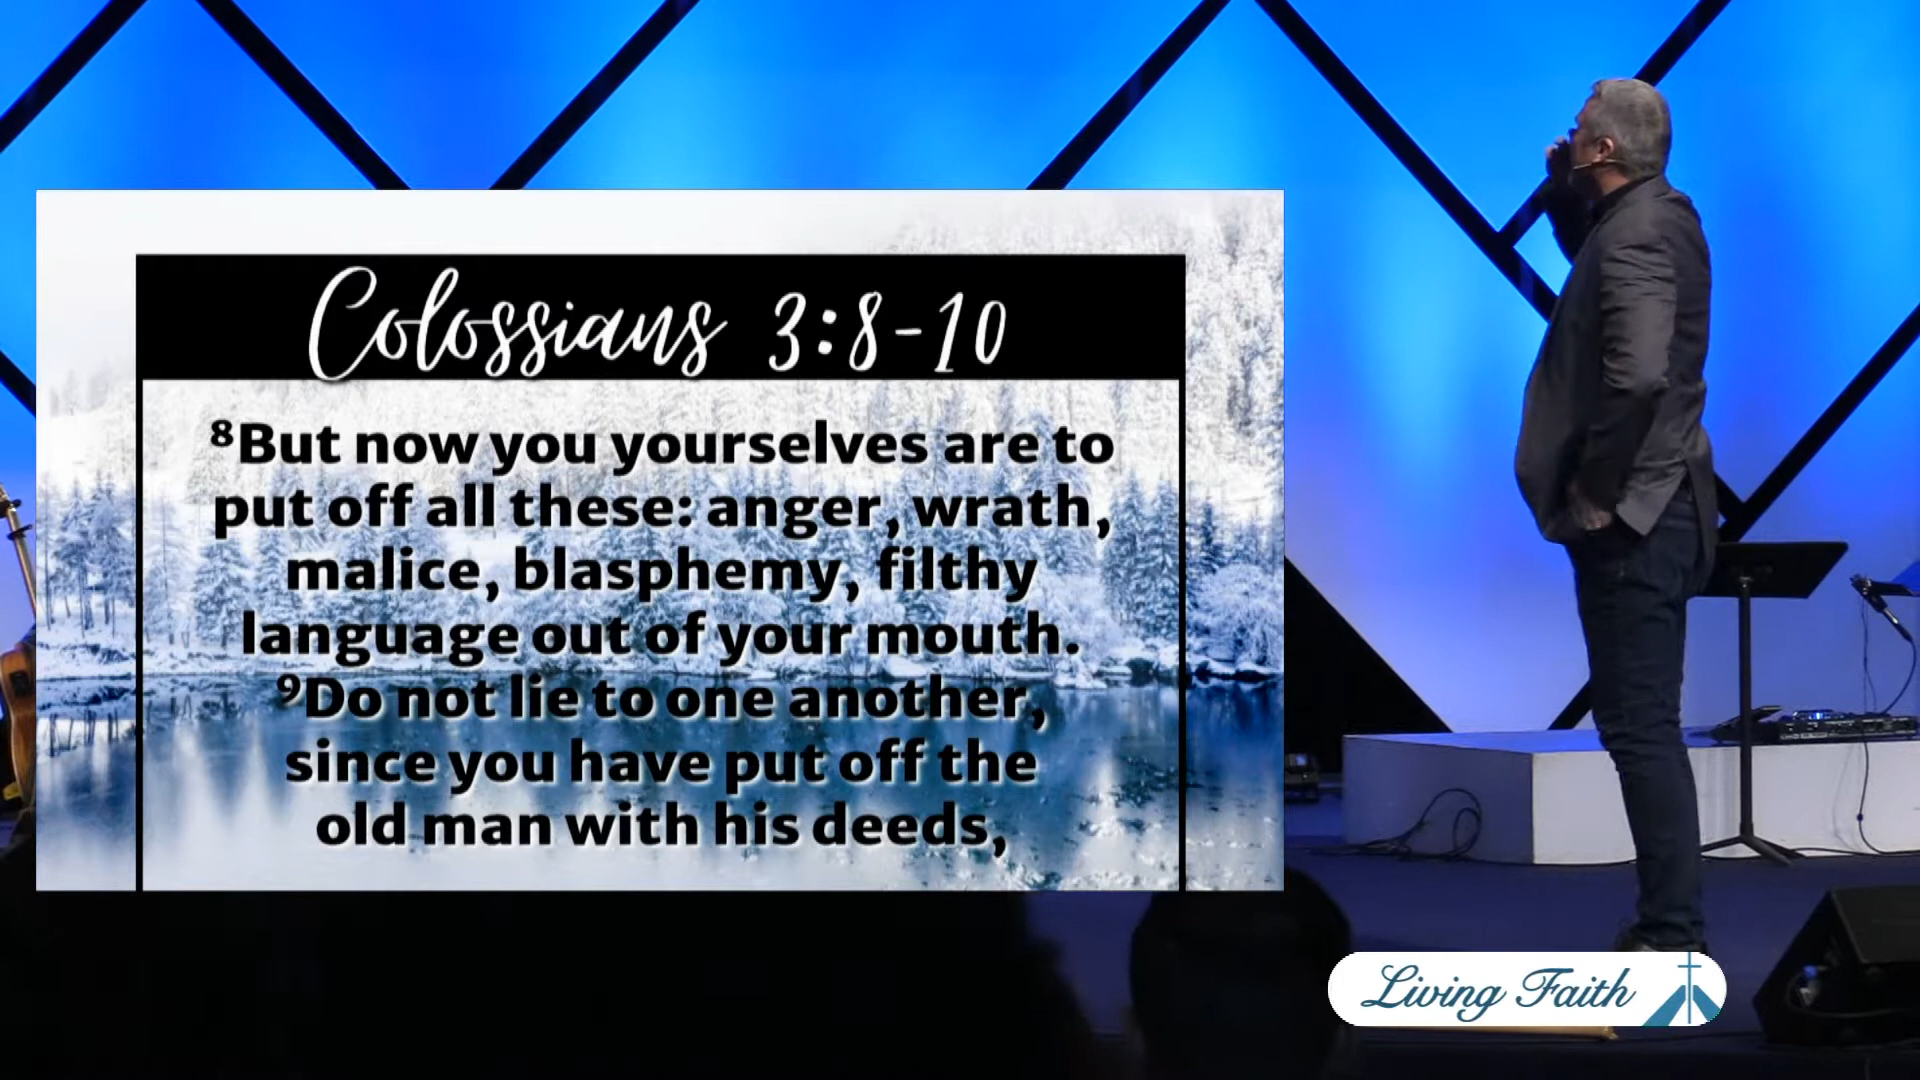 Colossians 3:8-10
⁸But now you yourselves are to
put off all these: anger, wrath,
malice, blasphemy, filthy
language out of your mouth.
⁹Do not lie to one another,
since you have put off the
old man with his deeds,
Living Faith